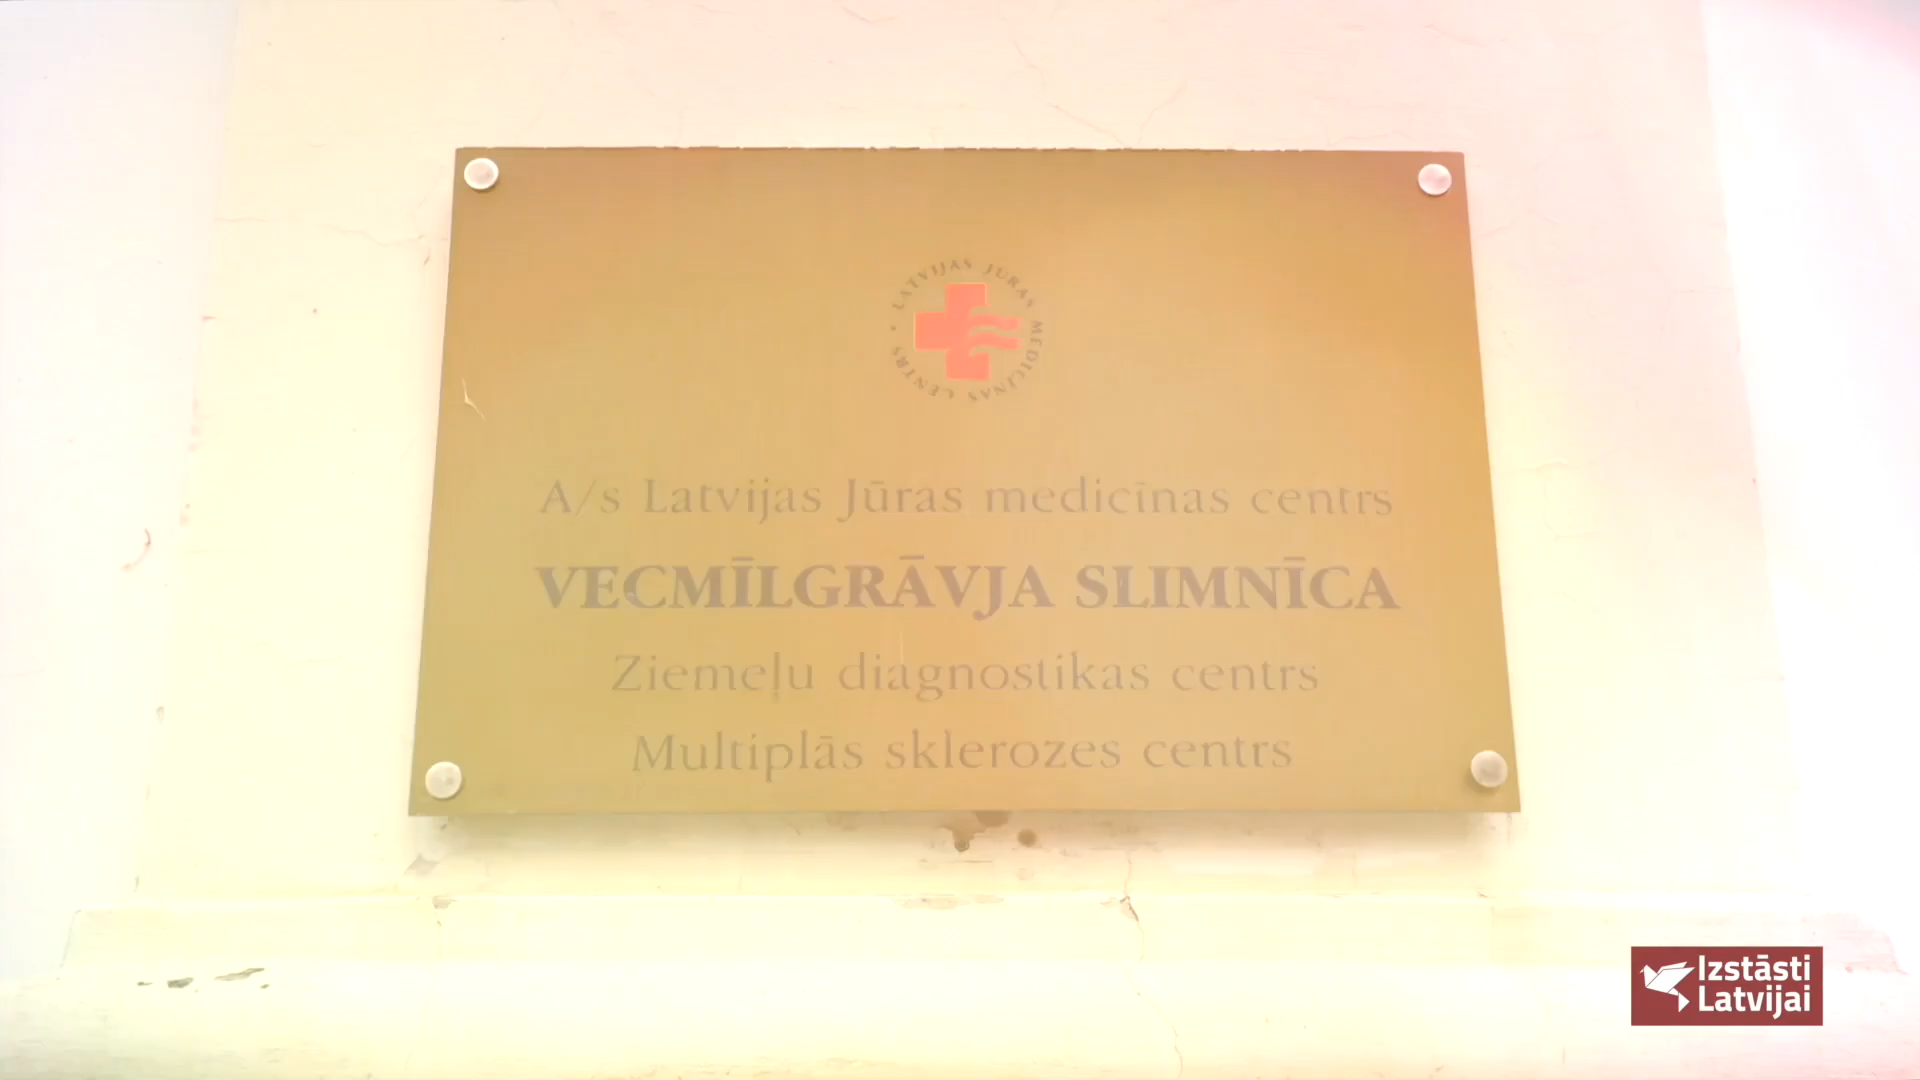 LATVIJAS JŪRAS MEDICĪNAS CENTRS •
A/s Latvijas Jūras medicīnas centrs
VECMĪLGRĀVJA SLIMNĪCA
Ziemeļu diagnostikas centrs
Multiplās sklerozes centrs
Izstāsti
Latvijai